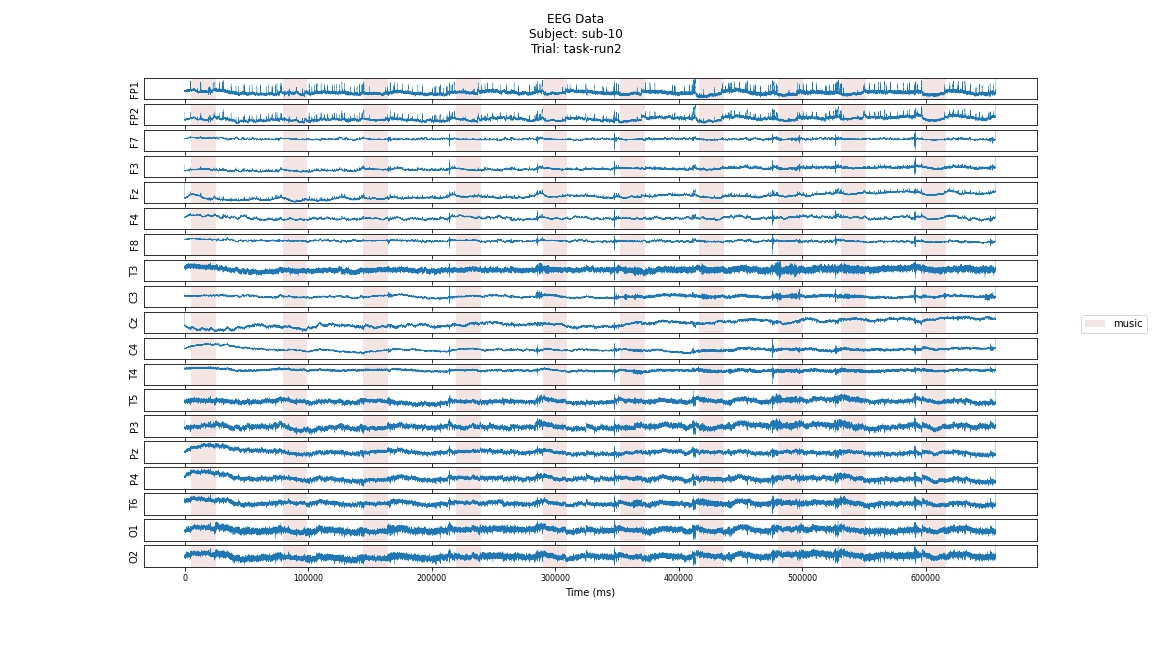 EEG Data
Subject: sub-10
Trial: task-run2
FP1
FP2
F7
F3
Fz
F4
F8
T3
C3
Cz
C4
T4
T5
P3
Pz
P4
T6
O1
O2
music
0 100000 200000 300000 400000 500000 600000
Time (ms)